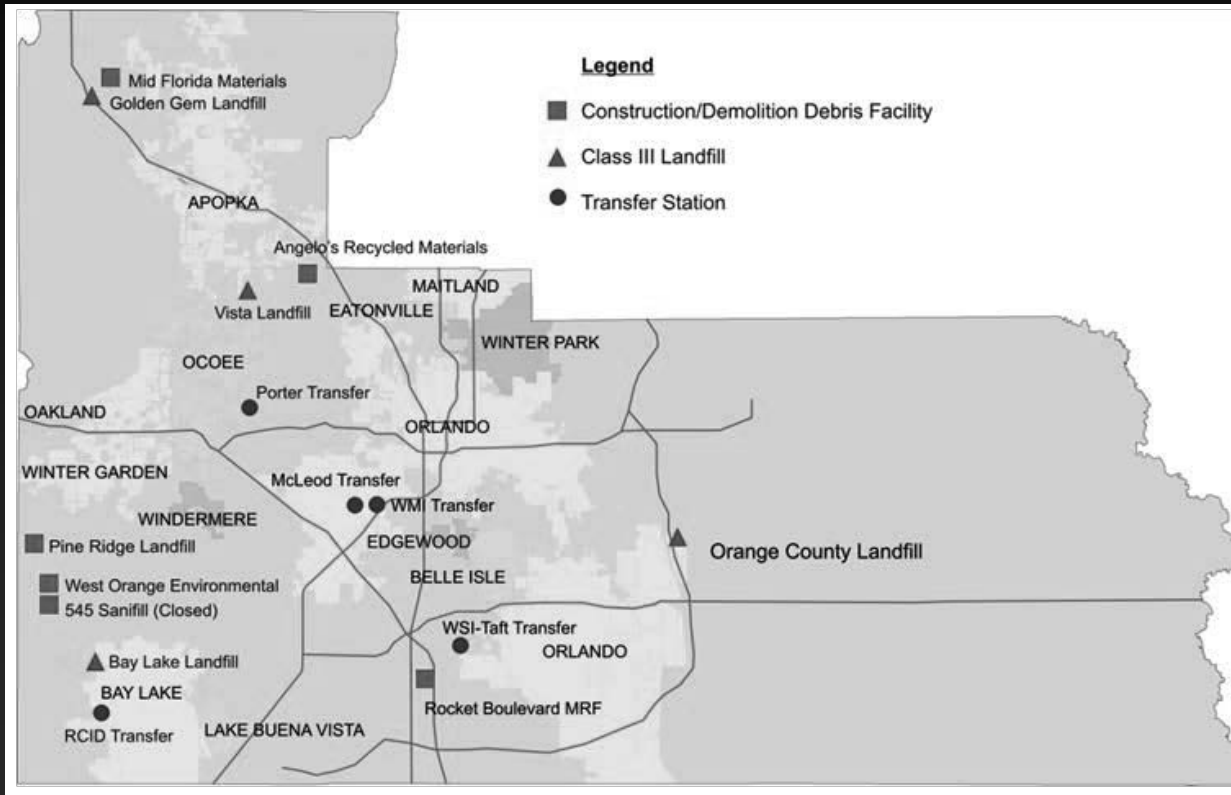 Legend
Construction/Demolition Debris Facility
Class III Landfill
Transfer Station
Mid Florida Materials
Golden Gem Landfill
APOPKA
Angelo's Recycled Materials
MAITLAND
Vista Landfill
EATONVILLE
WINTER PARK
OCOEE
Porter Transfer
OAKLAND
ORLANDO
WINTER GARDEN
McLeod Transfer
WMI Transfer
WINDERMERE
EDGEWOOD
Pine Ridge Landfill
Orange County Landfill
BELLE ISLE
West Orange Environmental
545 Sanifill (Closed)
WSI-Taft Transfer
ORLANDO
Bay Lake Landfill
BAY LAKE
Rocket Boulevard MRF
RCID Transfer
LAKE BUENA VISTA